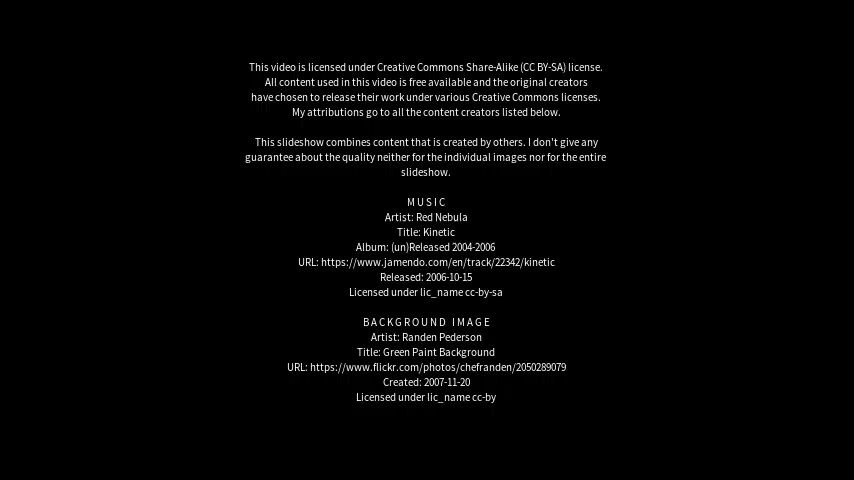 This video is licensed under Creative Commons Share-Alike (CC BY-SA) license.
All content used in this video is free available and the original creators
have chosen to release their work under various Creative Commons licenses.
My attributions go to all the content creators listed below.
This slideshow combines content that is created by others. I don't give any
guarantee about the quality neither for the individual images nor for the entire
slideshow.
MUSIC
Artist: Red Nebula
Title: Kinetic
Album: (un)Released 2004-2006
URL: https://www.jamendo.com/en/track/22342/kinetic
Released: 2006-10-15
Licensed under lic_name cc-by-sa
BACKGROUND IMAGE
Artist: Randen Pederson
Title: Green Paint Background
URL: https://www.flickr.com/photos/chefranden/2050289079
Created: 2007-11-20
Licensed under lic_name cc-by